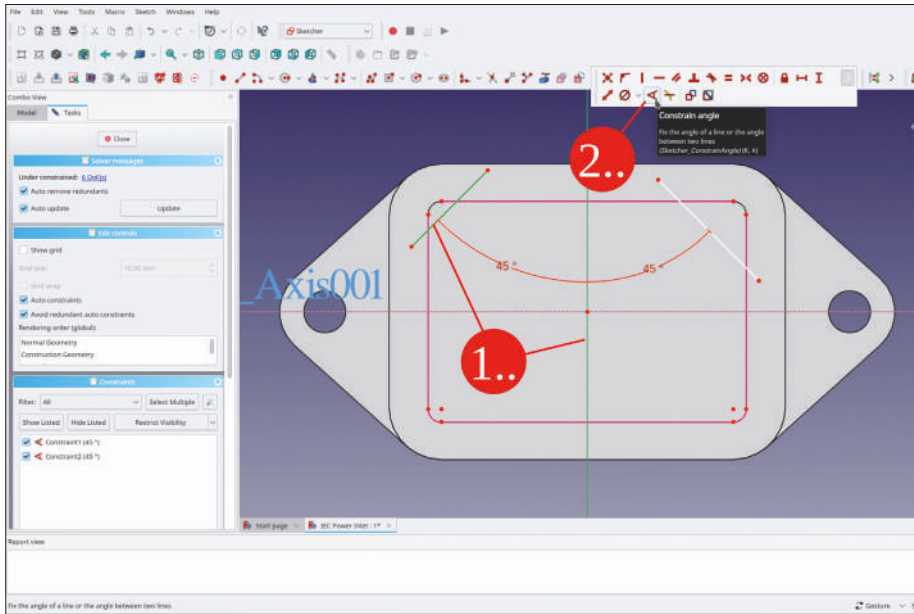 File Edit View Tools Macro Sketch Windows Help
Sketcher
Combo View
Model Tasks
Close
Solver messages
Under constrained: 6 DoF(s)
Auto remove redundants
Auto update Update
Edit controls
Show grid
Grid size: 10.00 mm
Grid snap
Auto constraints
Avoid redundant auto constraints
Rendering order (global):
Normal Geometry
Construction Geometry
Constraints
Filter: All Select Multiple
Show Listed Hide Listed Restrict Visibility
Constraint1 (45 °)
Constraint2 (45 °)
Constrain angle
Fix the angle of a line or the angle
between two lines
(Sketcher_ConstrainAngle) (K, A)
2..
45 °
45 °
_Axis001
1..
Start page IEC Power Inlet : 1*
Report view
Fix the angle of a line or the angle between two lines
Gesture